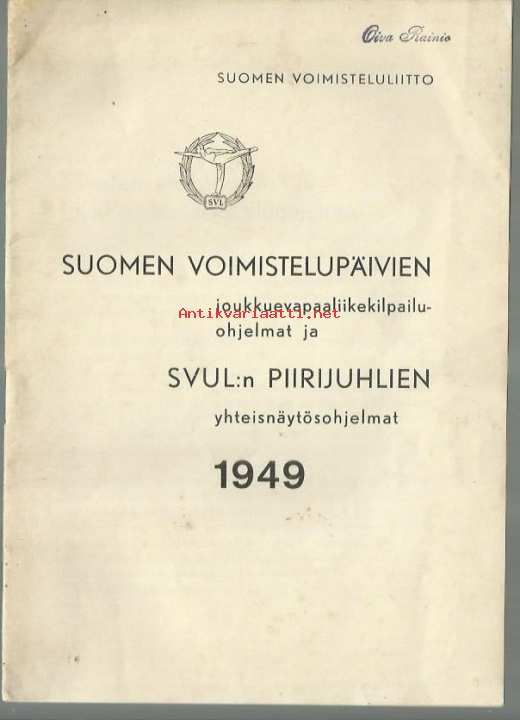 Oiva Rainio
SUOMEN VOIMISTELULIITTO
SVL
SUOMEN VOIMISTELUPÄIVIEN
joukkuevapaaliikekilpailu-
Antikvariaatti.net
ohjelmat ja
SVUL:n PIIRIJUHLIEN
yhteisnäytösohjelmat
1949